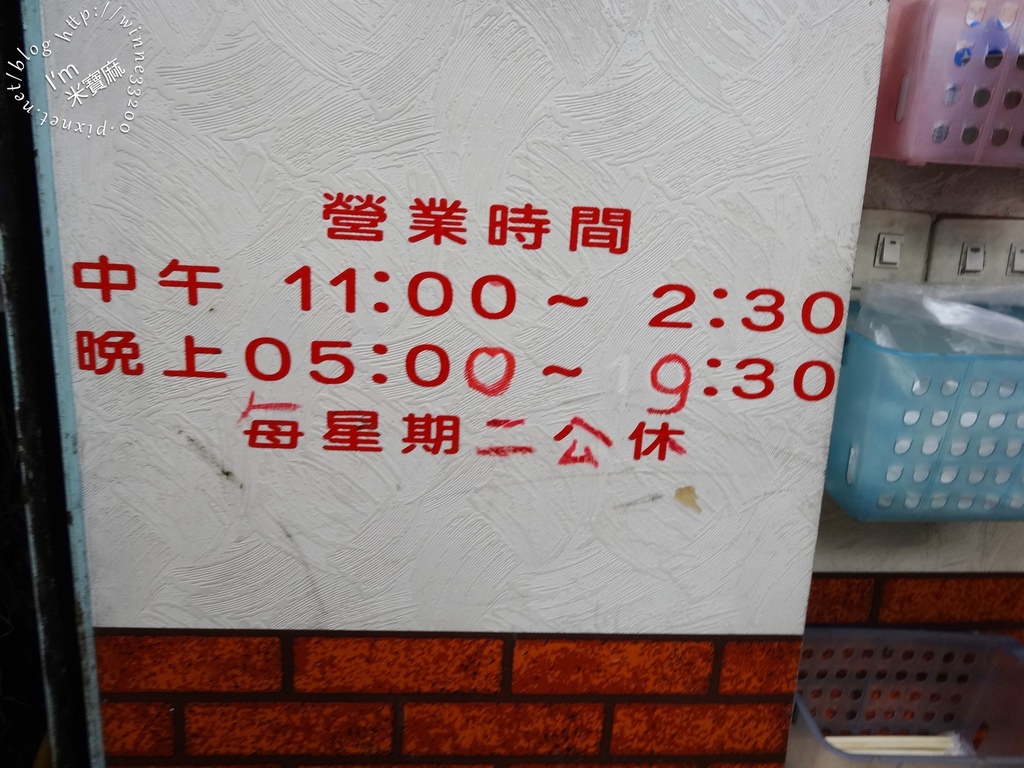 I'm
米寶麻
http://winne33200.pixnet.net/blog
營業時間
中午 11:00~ 2:30
晚上05:00~ 9:30
每星期二公休